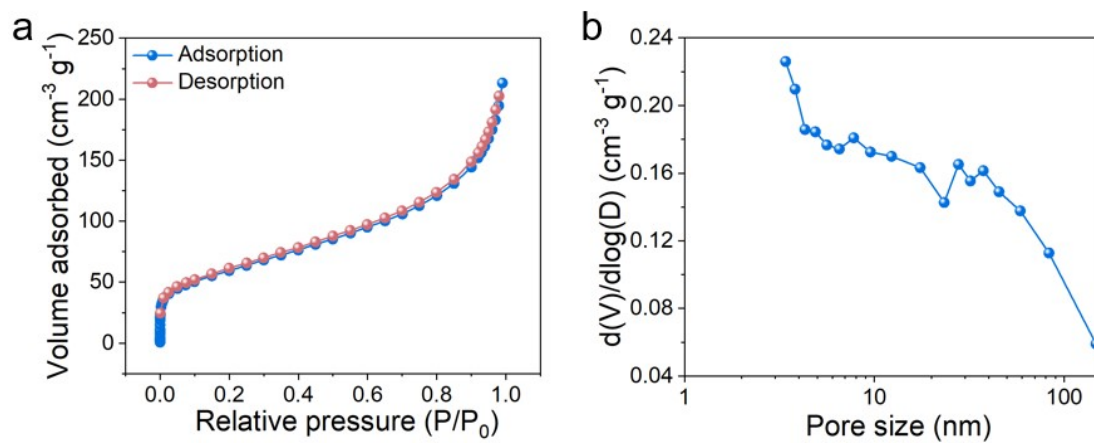 a
250
200
150
100
50
0
Volume adsorbed (cm⁻³ g⁻¹)
Adsorption
Desorption
0.0 0.2 0.4 0.6 0.8 1.0
Relative pressure (P/P₀)
b
0.24
0.20
0.16
0.12
0.08
0.04
d(V)/dlog(D) (cm⁻³ g⁻¹)
1 10 100
Pore size (nm)